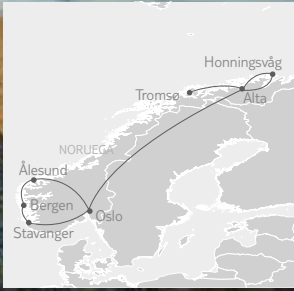 Honningsvåg
Tromsø
Alta
NORUEGA
Ålesund
Bergen
Oslo
Stavanger